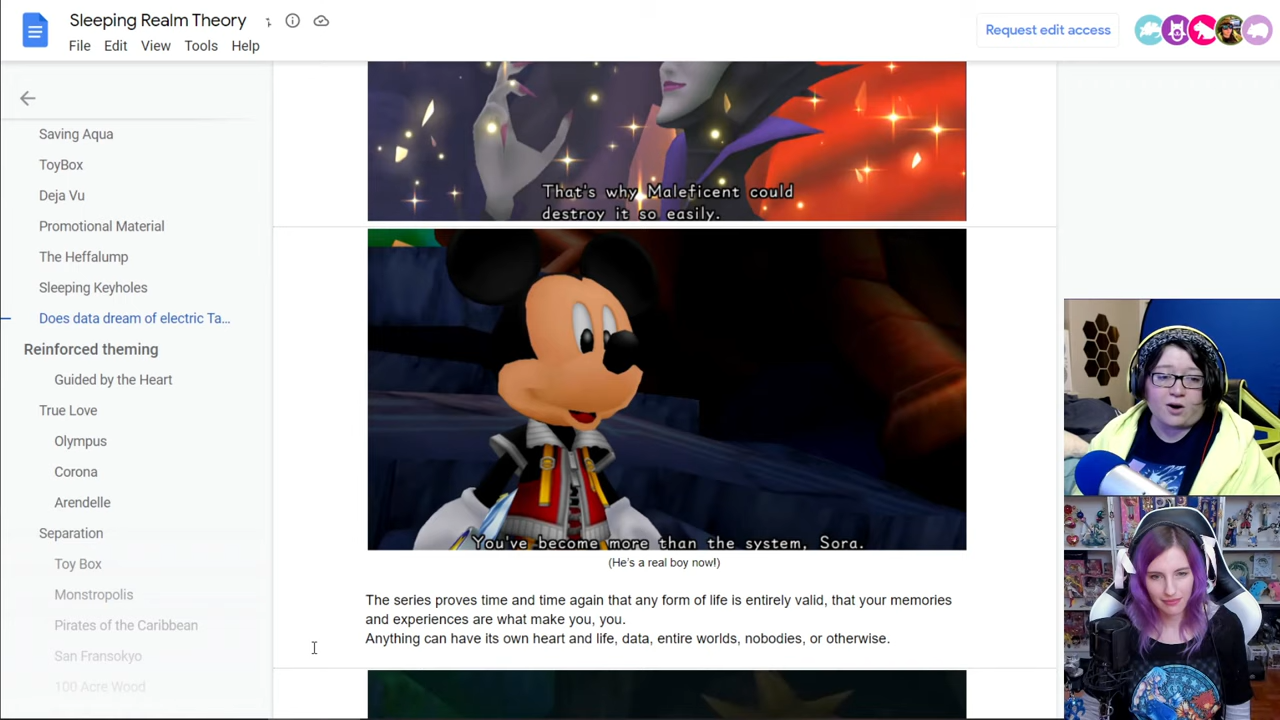 Sleeping Realm Theory
File Edit View Tools Help
Request edit access
Saving Aqua
ToyBox
Deja Vu
Promotional Material
The Heffalump
Sleeping Keyholes
Does data dream of electric Ta...
Reinforced theming
Guided by the Heart
True Love
Olympus
Corona
Arendelle
Separation
Toy Box
Monstropolis
Pirates of the Caribbean
San Fransokyo
100 Acre Wood
That's why Maleficent could
destroy it so easily.
You've become more than the system, Sora.
(He's a real boy now!)
The series proves time and time again that any form of life is entirely valid, that your memories
and experiences are what make you, you.
Anything can have its own heart and life, data, entire worlds, nobodies, or otherwise.